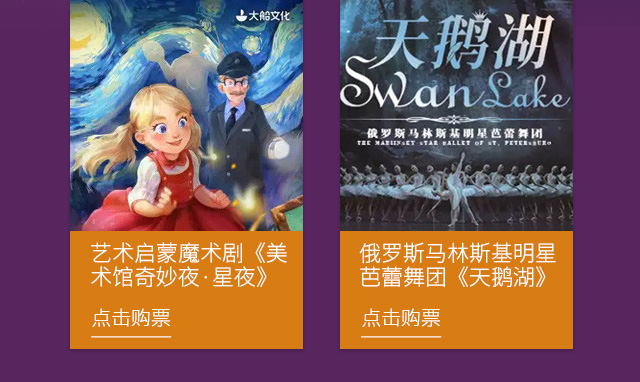 大船文化
天鹅湖
Swan Lake
俄罗斯马林斯基明星芭蕾舞团
THE MARIINSKY STAR BALLET OF ST. PETERSBURG
艺术启蒙魔术剧《美
术馆奇妙夜·星夜》
点击购票
俄罗斯马林斯基明星
芭蕾舞团《天鹅湖》
点击购票